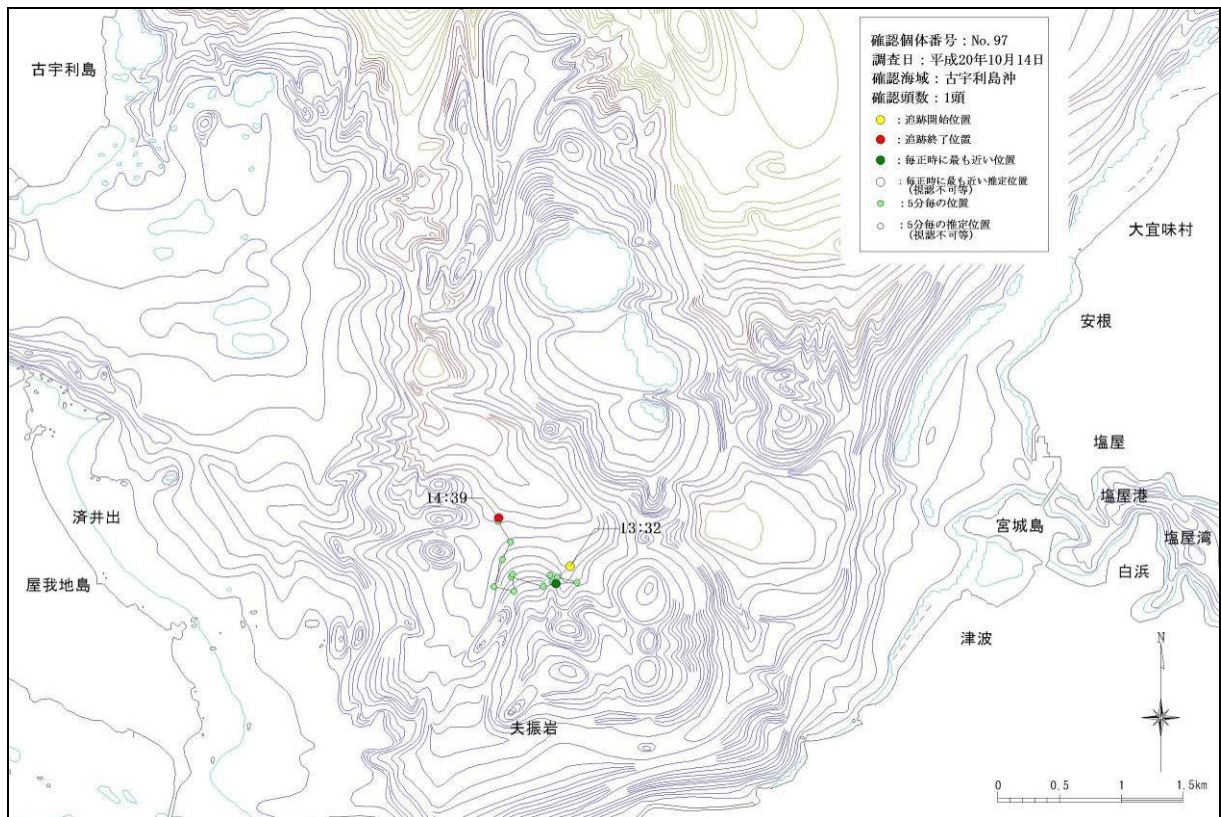 古宇利島
確認個体番号：No.97
調査日：平成20年10月14日
確認海域：古宇利島沖
確認頭数：1頭
：追跡開始位置
：追跡終了位置
：毎正時に最も近い位置
：毎正時に最も近い推定位置
(視認不可等)
：5分毎の位置
：5分毎の推定位置
(視認不可等)
大宜味村
安根
塩屋
塩屋港
14:39
済井出
13:32
宮城島
塩屋湾
屋我地島
白浜
津波
N
夫振岩
0 0.5 1 1.5km